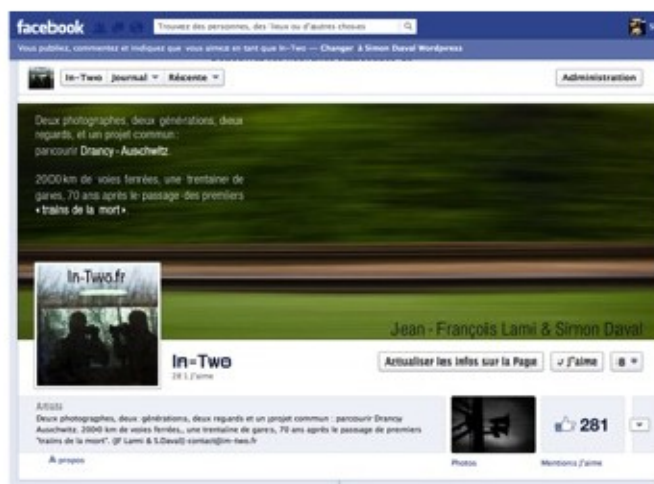 facebook
Trouvez des personnes, des lieux ou d'autres choses
Vous publiez, commentez et indiquez que vous aimez en tant que In-Two — Changer à Simon Daval Wordpress
In-Two Journal Récente
Administration
Deux photographes, deux générations, deux
regards, et un projet commun :
parcourir Drancy - Auschwitz.
2000 km de voies ferrées, une trentaine de
gares, 70 ans après le passage des premiers
« trains de la mort ».
In-Two.fr
Jean - François Lami & Simon Daval
In-Two
281 J'aime
Actualiser les infos sur la Page
J'aime
Artiste
Deux photographes, deux générations, deux regards et un projet commun : parcourir Drancy
Auschwitz. 2000 km de voies ferrées, une trentaine de gares, 70 ans après le passage de premiers
"trains de la mort". (JF Lami & S.Daval) contact@in-two.fr
À propos
Photos
281
Mentions J'aime